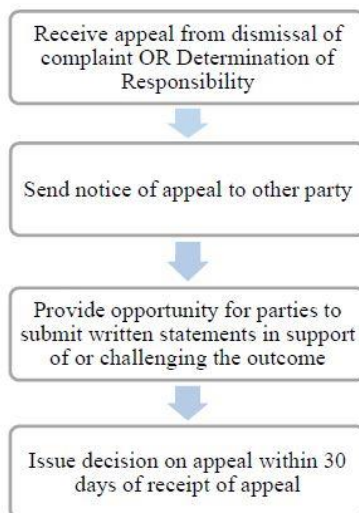 Receive appeal from dismissal of
complaint OR Determination of
Responsibility
Send notice of appeal to other party
Provide opportunity for parties to
submit written statements in support
of or challenging the outcome
Issue decision on appeal within 30
days of receipt of appeal